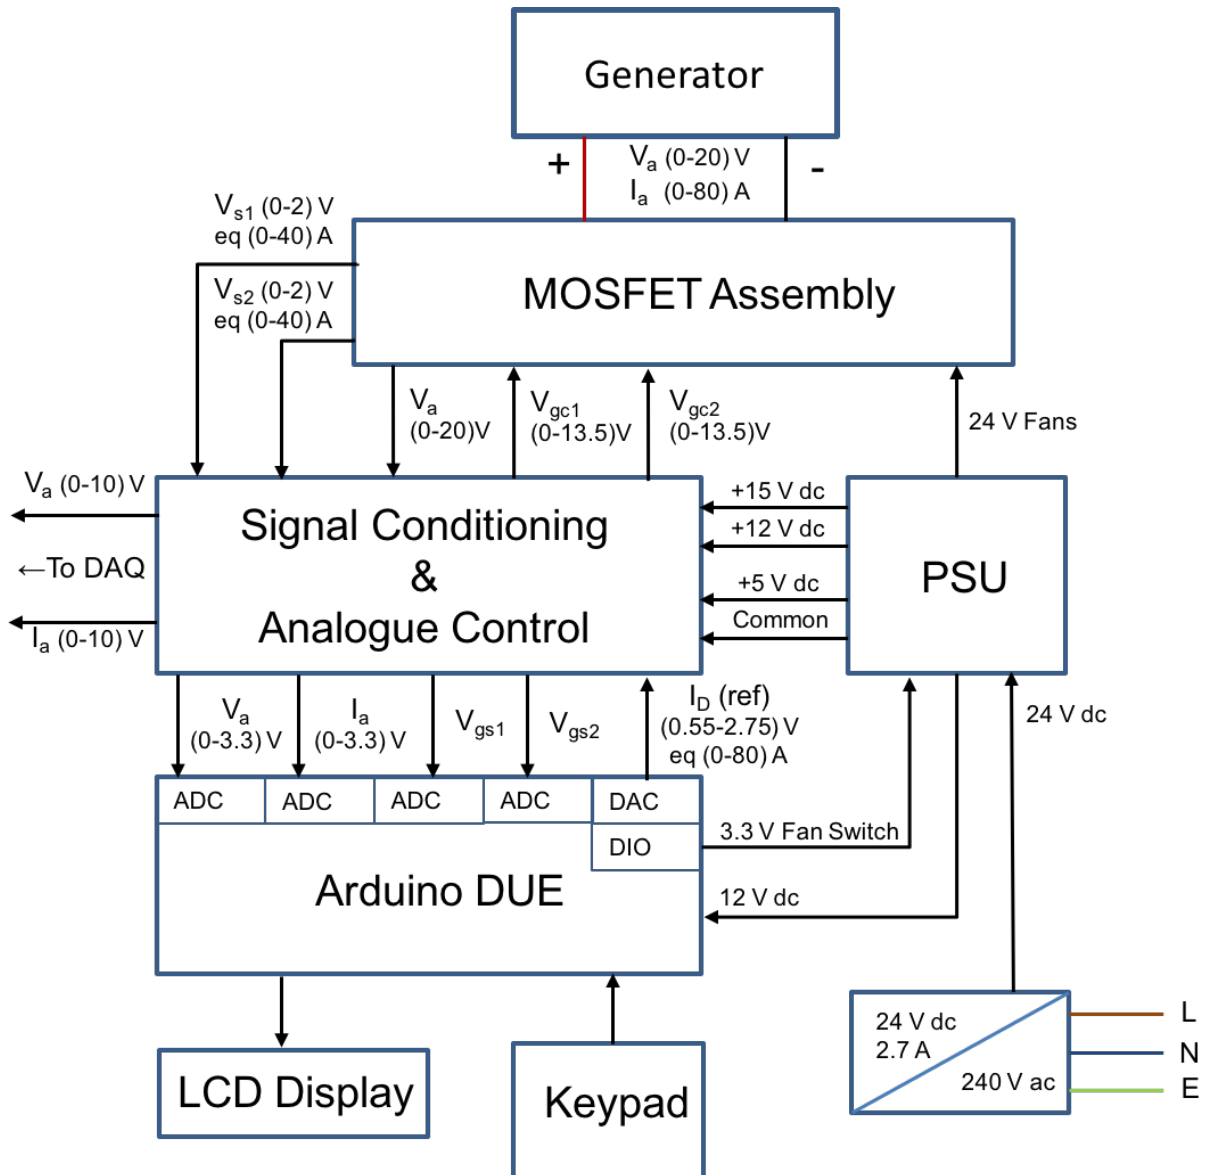 Generator
+
Va (0-20) V
-
Ia (0-80) A
Vs1 (0-2) V
eq (0-40) A
Vs2 (0-2) V
eq (0-40) A
MOSFET Assembly
Va
(0-20)V
Vgc1
(0-13.5)V
Vgc2
(0-13.5)V
24 V Fans
Va (0-10) V
←To DAQ
Ia (0-10) V
Signal Conditioning
&
Analogue Control
+15 V dc
+12 V dc
+5 V dc
Common
PSU
Va
(0-3.3) V
Ia
(0-3.3) V
Vgs1
Vgs2
ID (ref)
(0.55-2.75) V
eq (0-80) A
24 V dc
ADC
ADC
ADC
ADC
DAC
DIO
3.3 V Fan Switch
Arduino DUE
12 V dc
LCD Display
Keypad
24 V dc
2.7 A
240 V ac
L
N
E